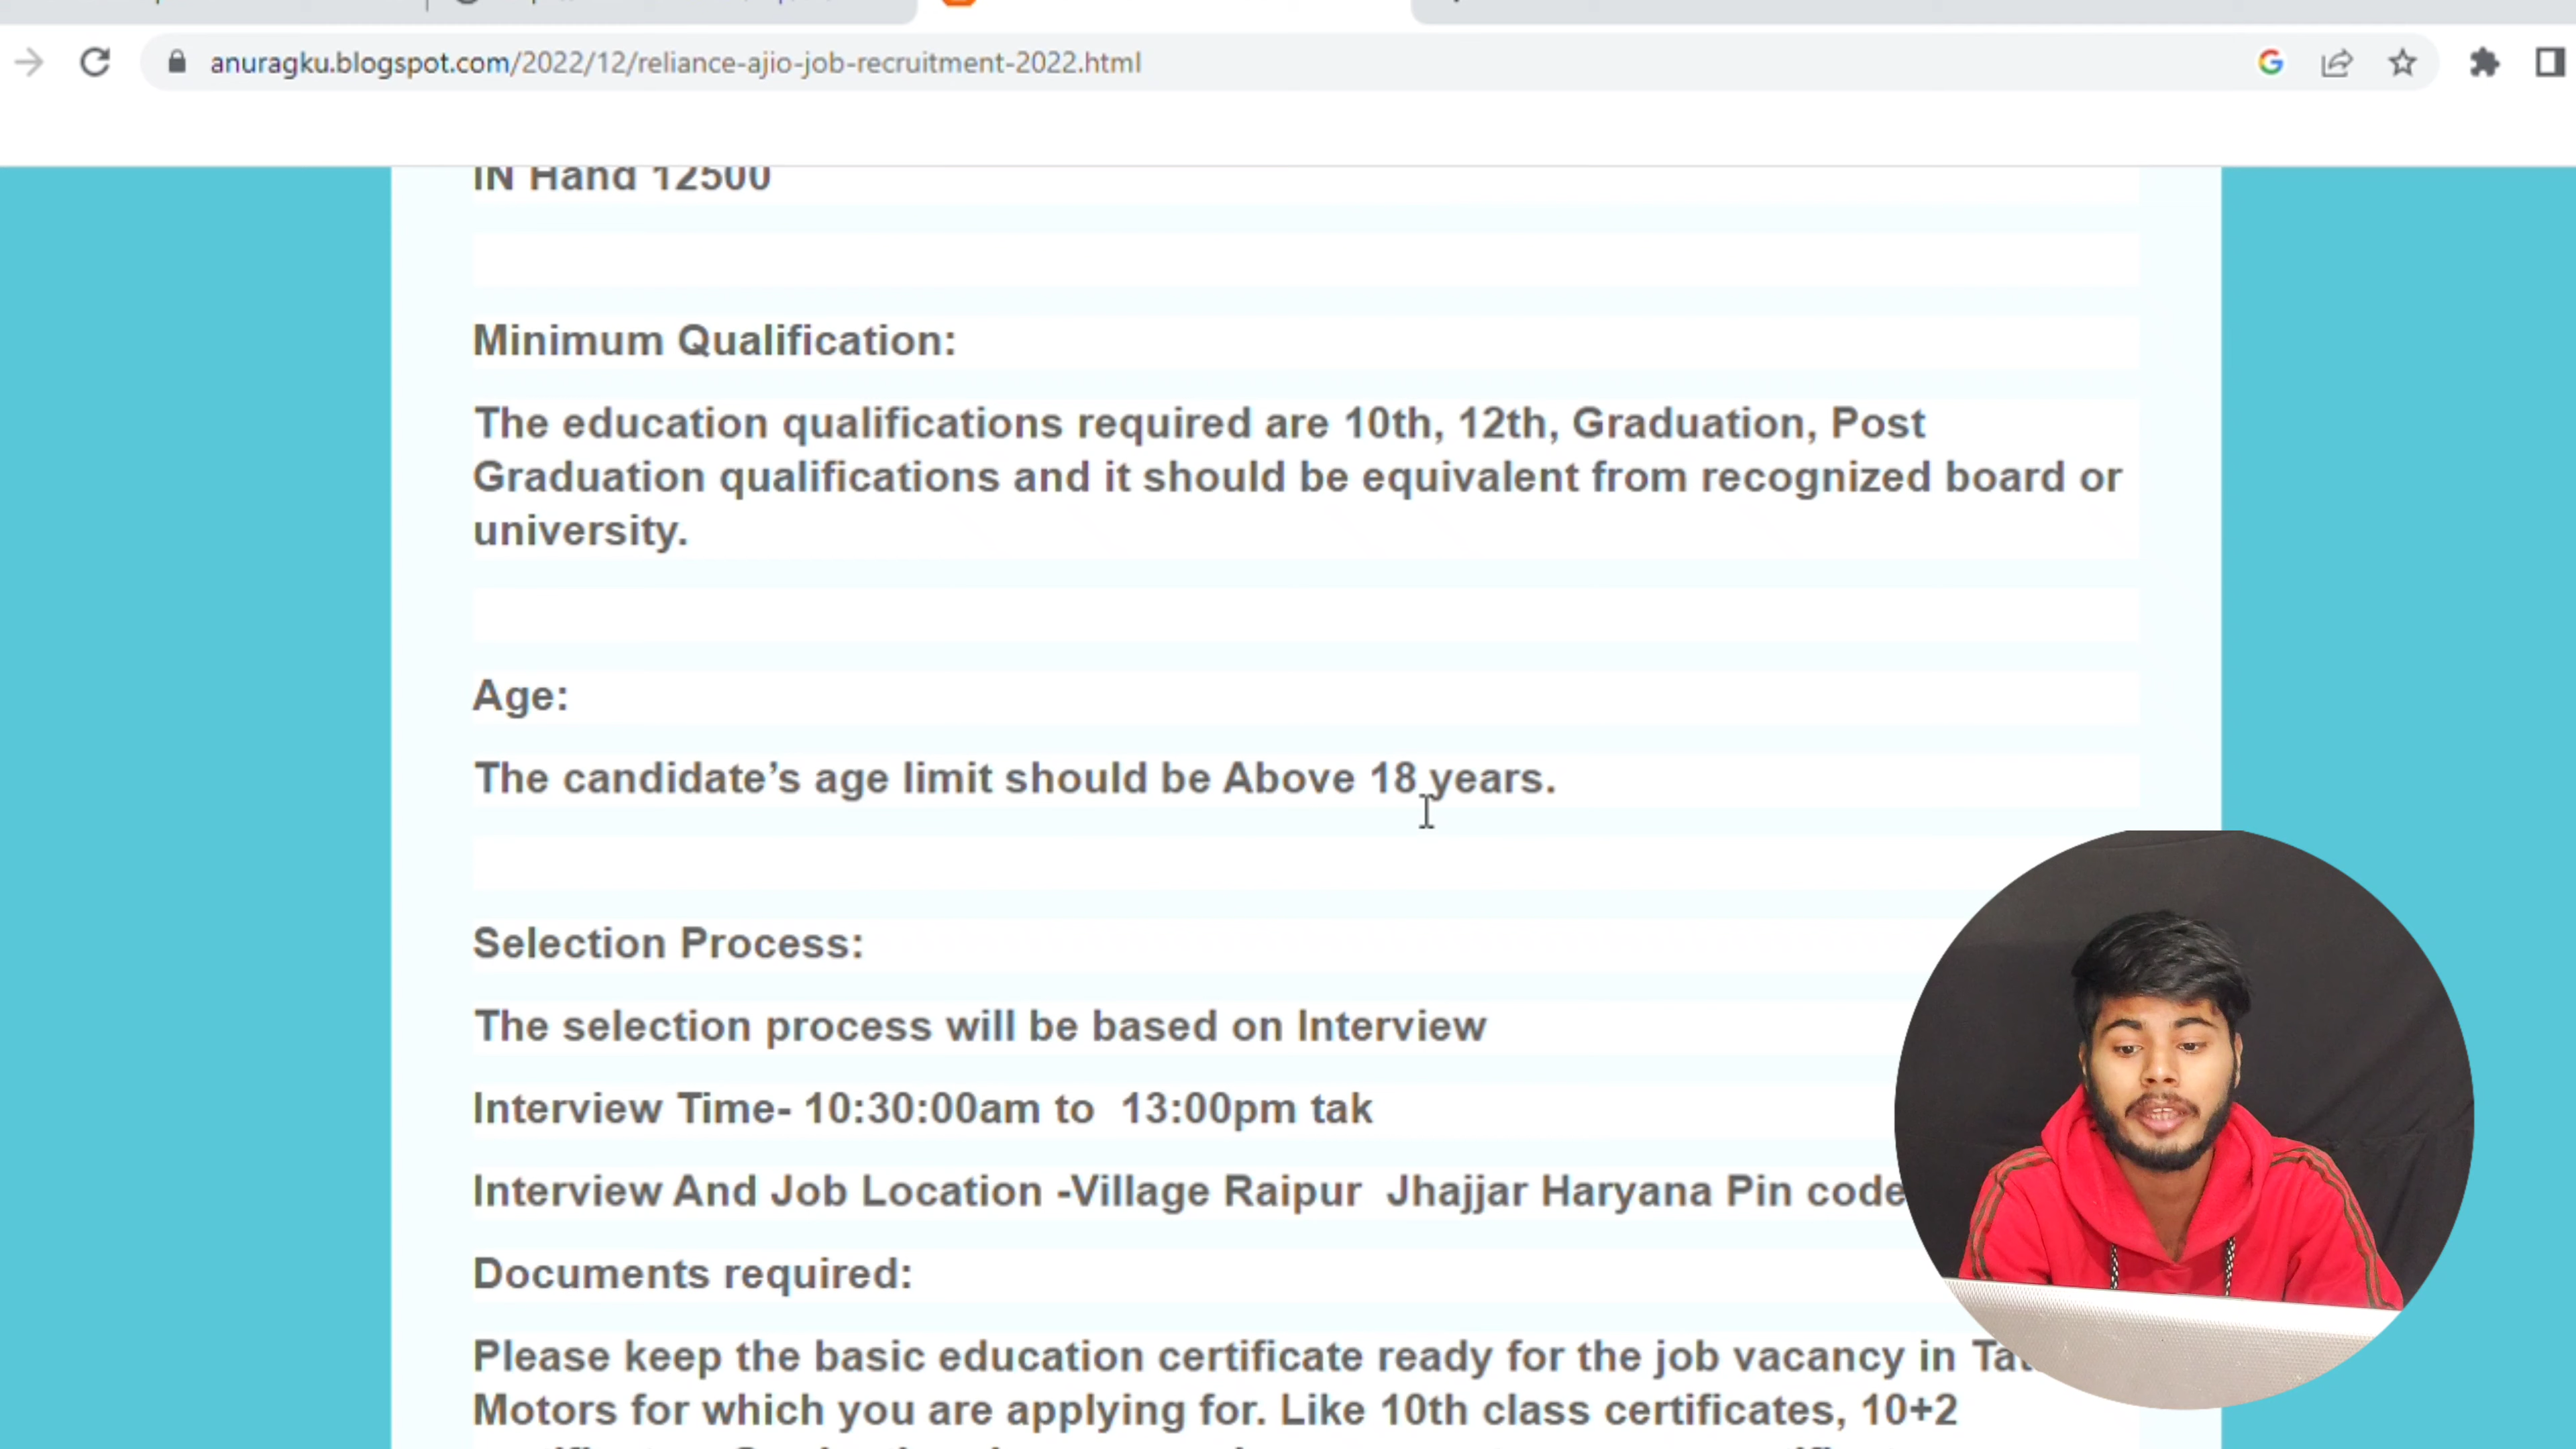 anuragku.blogspot.com/2022/12/reliance-ajio-job-recruitment-2022.html
IN Hand 12500
Minimum Qualification:
The education qualifications required are 10th, 12th, Graduation, Post
Graduation qualifications and it should be equivalent from recognized board or
university.
Age:
The candidate’s age limit should be Above 18 years.
Selection Process:
The selection process will be based on Interview
Interview Time- 10:30:00am to 13:00pm tak
Interview And Job Location -Village Raipur Jhajjar Haryana Pin code
Documents required:
Please keep the basic education certificate ready for the job vacancy in
Motors for which you are applying for. Like 10th class certificates, 10+2